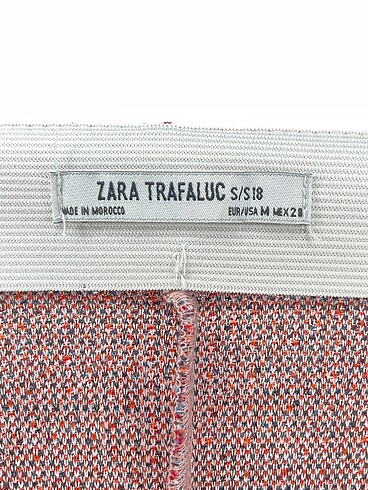 ZARA TRAFALUC S/S18
MADE IN MOROCCO EUR/USA M MEX 28